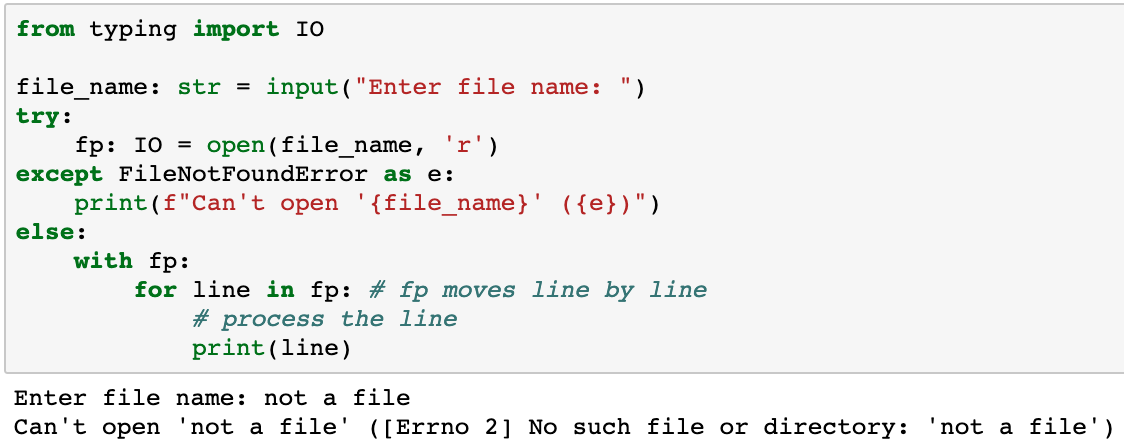 from typing import IO

file_name: str = input("Enter file name: ")
try:
    fp: IO = open(file_name, 'r')
except FileNotFoundError as e:
    print(f"Can't open '{file_name}' ({e})")
else:
    with fp:
        for line in fp: # fp moves line by line
            # process the line
            print(line)
Enter file name: not a file
Can't open 'not a file' ([Errno 2] No such file or directory: 'not a file')